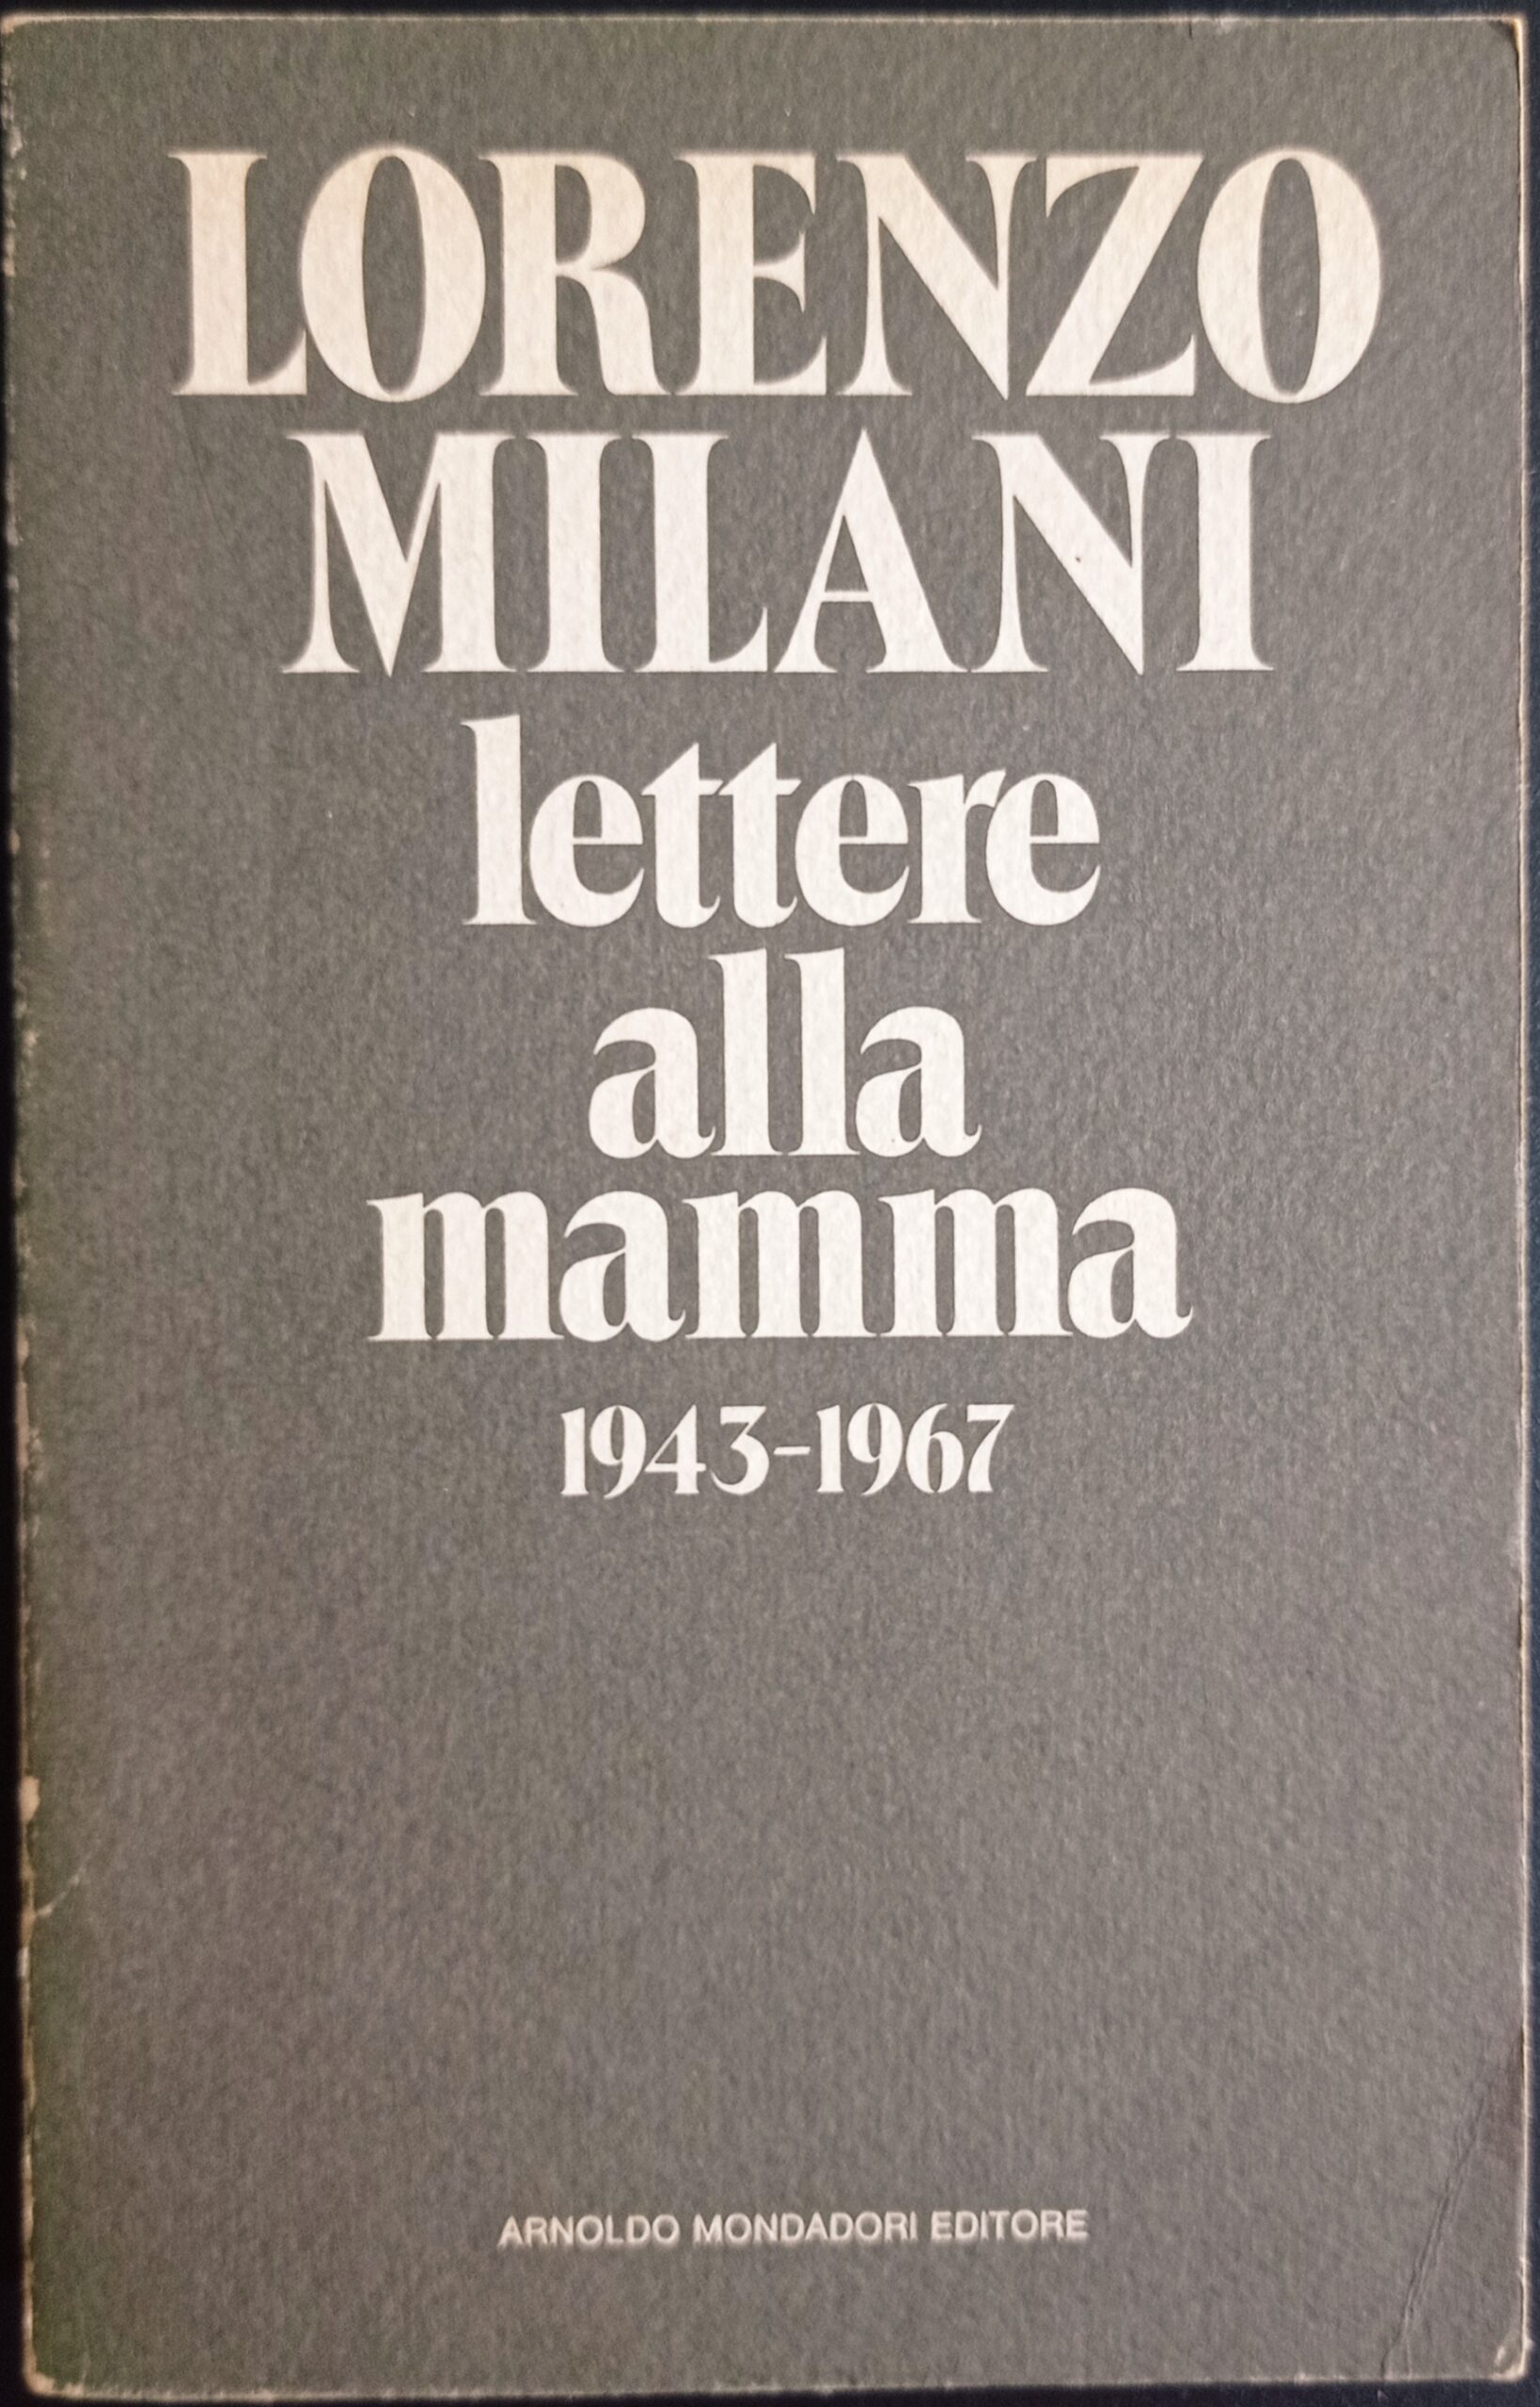 LORENZO
MILANI
lettere
alla
mamma
1943-1967
ARNOLDO MONDADORI EDITORE